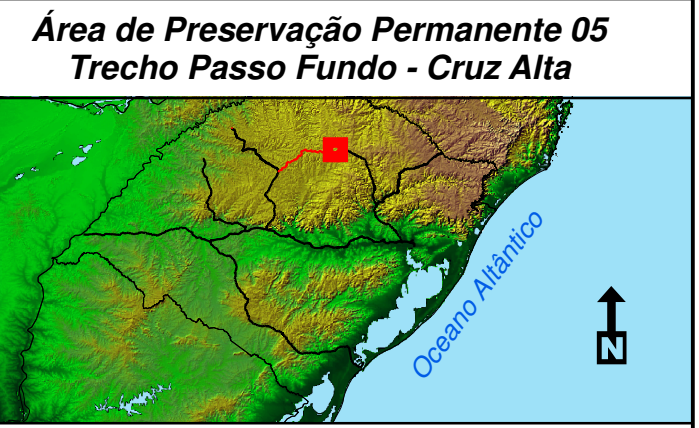 Área de Preservação Permanente 05
Trecho Passo Fundo - Cruz Alta
Oceano Altântico
N